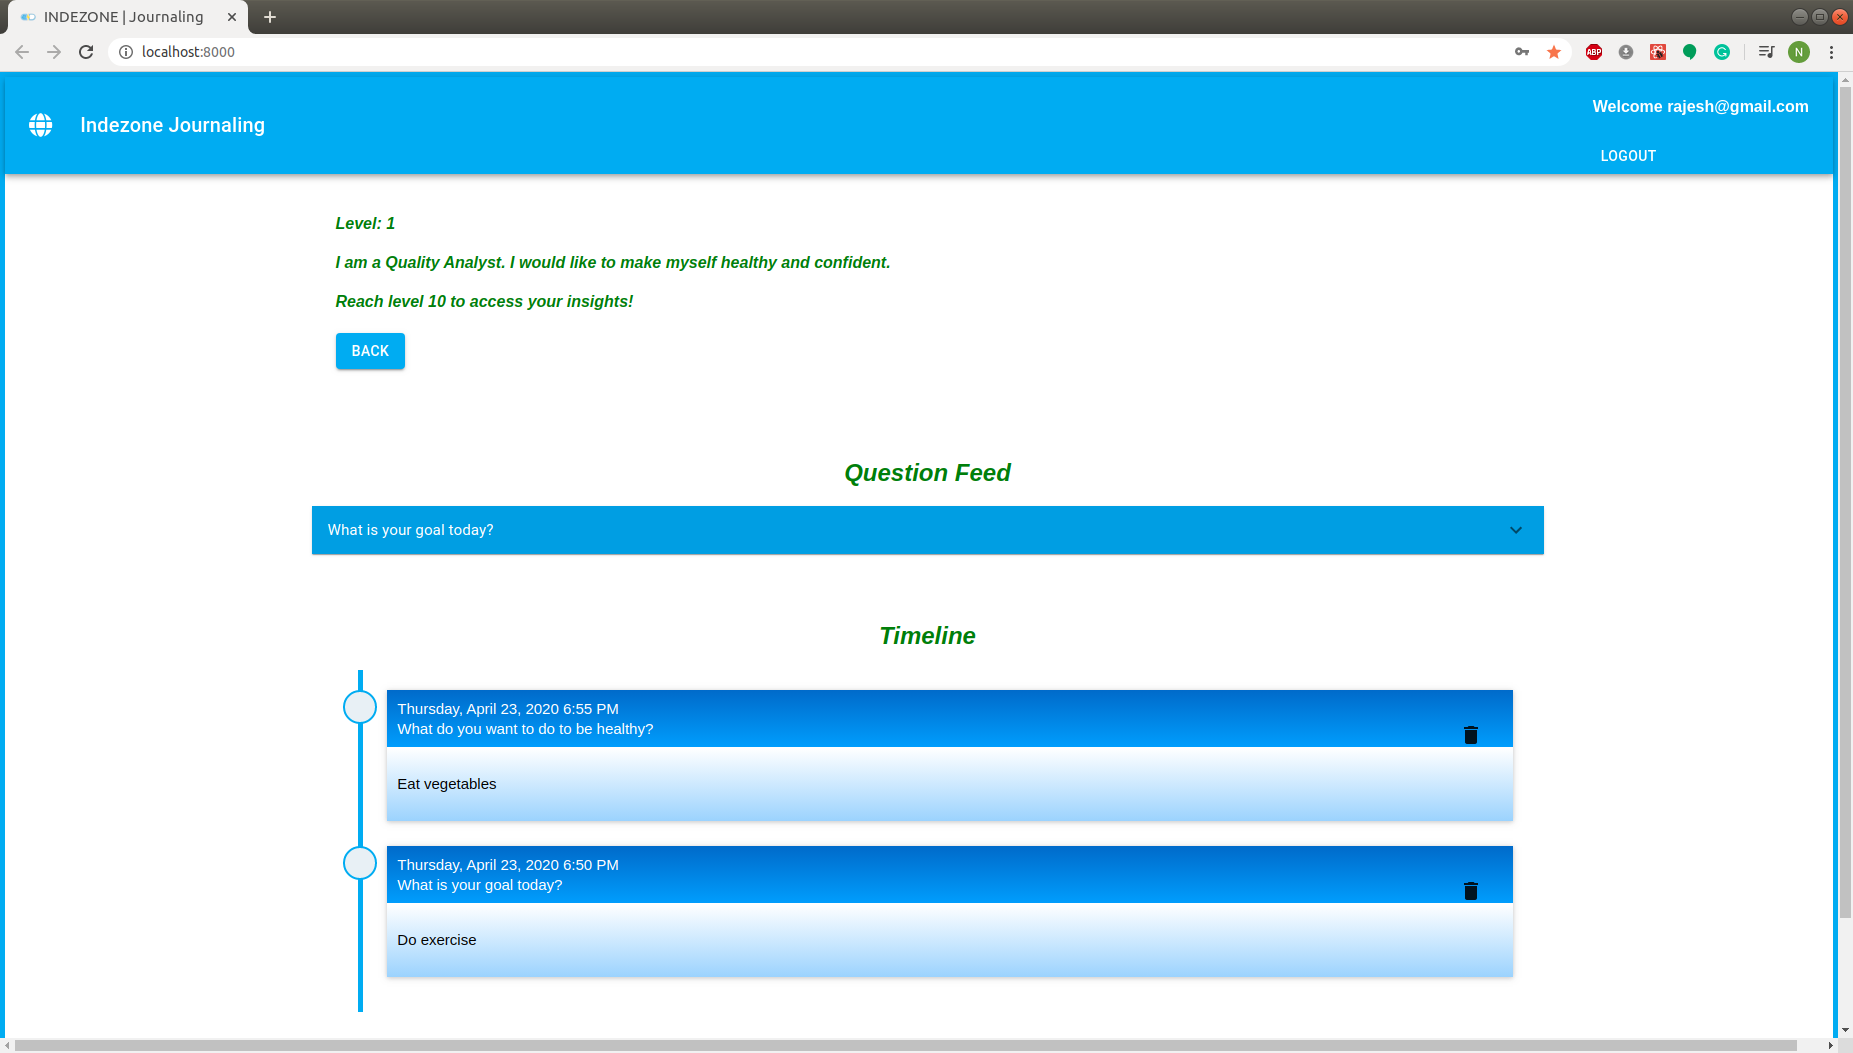 INDEZONE | Journaling
localhost:8000
ABP
G
N
Indezone Journaling
Welcome rajesh@gmail.com
LOGOUT
Level: 1
I am a Quality Analyst. I would like to make myself healthy and confident.
Reach level 10 to access your insights!
BACK
Question Feed
What is your goal today?
Timeline
Thursday, April 23, 2020 6:55 PM
What do you want to do to be healthy?
Eat vegetables
Thursday, April 23, 2020 6:50 PM
What is your goal today?
Do exercise